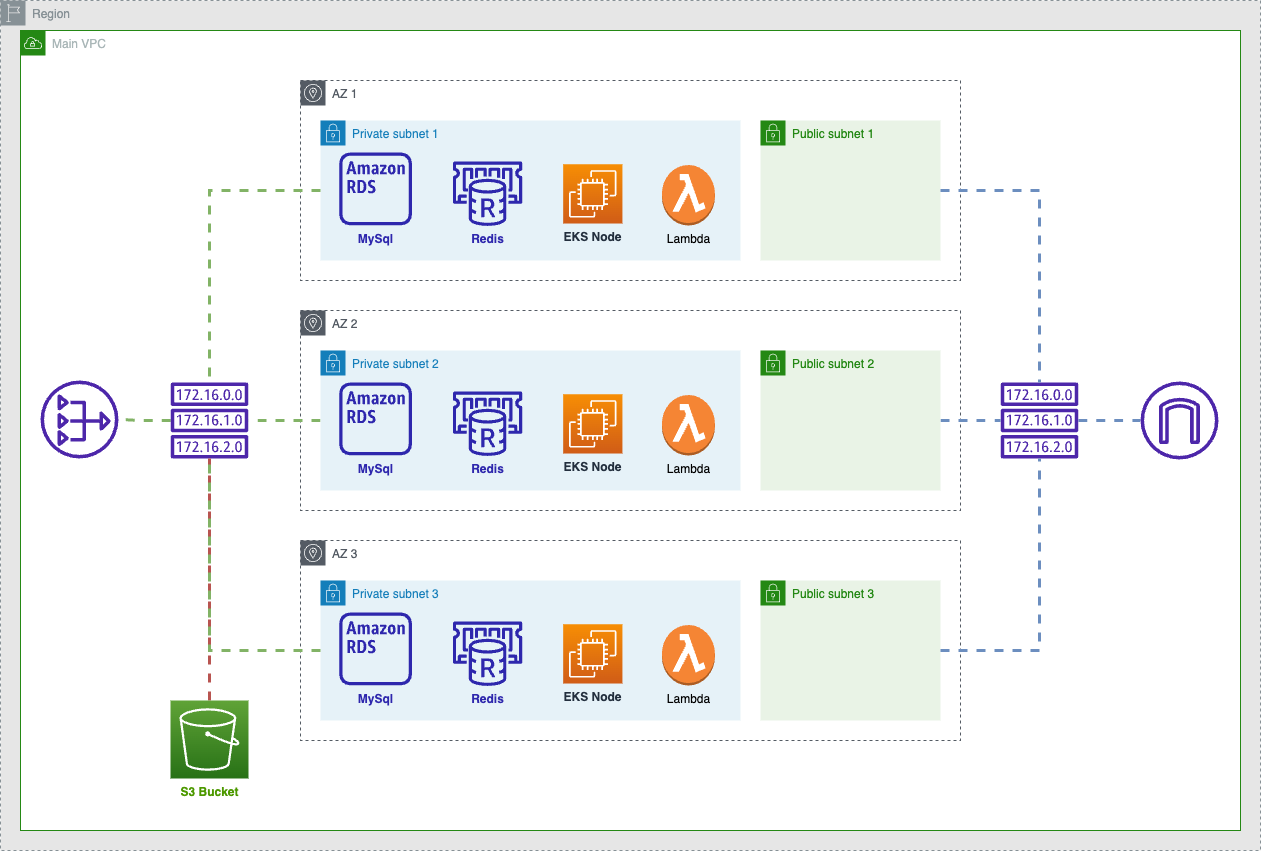 Region
Main VPC
AZ 1
Private subnet 1
Public subnet 1
Amazon
RDS
R
MySql
Redis
EKS Node
Lambda
AZ 2
Private subnet 2
Public subnet 2
Amazon
RDS
R
MySql
Redis
EKS Node
Lambda
172.16.0.0
172.16.1.0
172.16.2.0
172.16.0.0
172.16.1.0
172.16.2.0
AZ 3
Private subnet 3
Public subnet 3
Amazon
RDS
R
MySql
Redis
EKS Node
Lambda
S3 Bucket